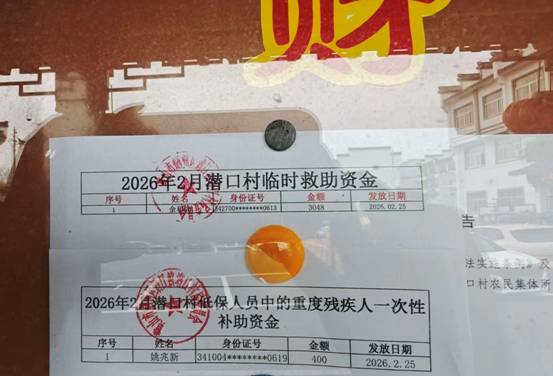 财
2026年2月潜口村临时救助资金
序号 姓名 身份证号 金额 发放日期
1 342700********0613 3048 2026.02.25
告
法实施条例》及
口村农民集体所
2026年2月潜口村低保人员中的重度残疾人一次性
补助资金
序号 姓名 身份证号 金额 发放日期
1 姚兆新 341004********0619 400 2026.2.25